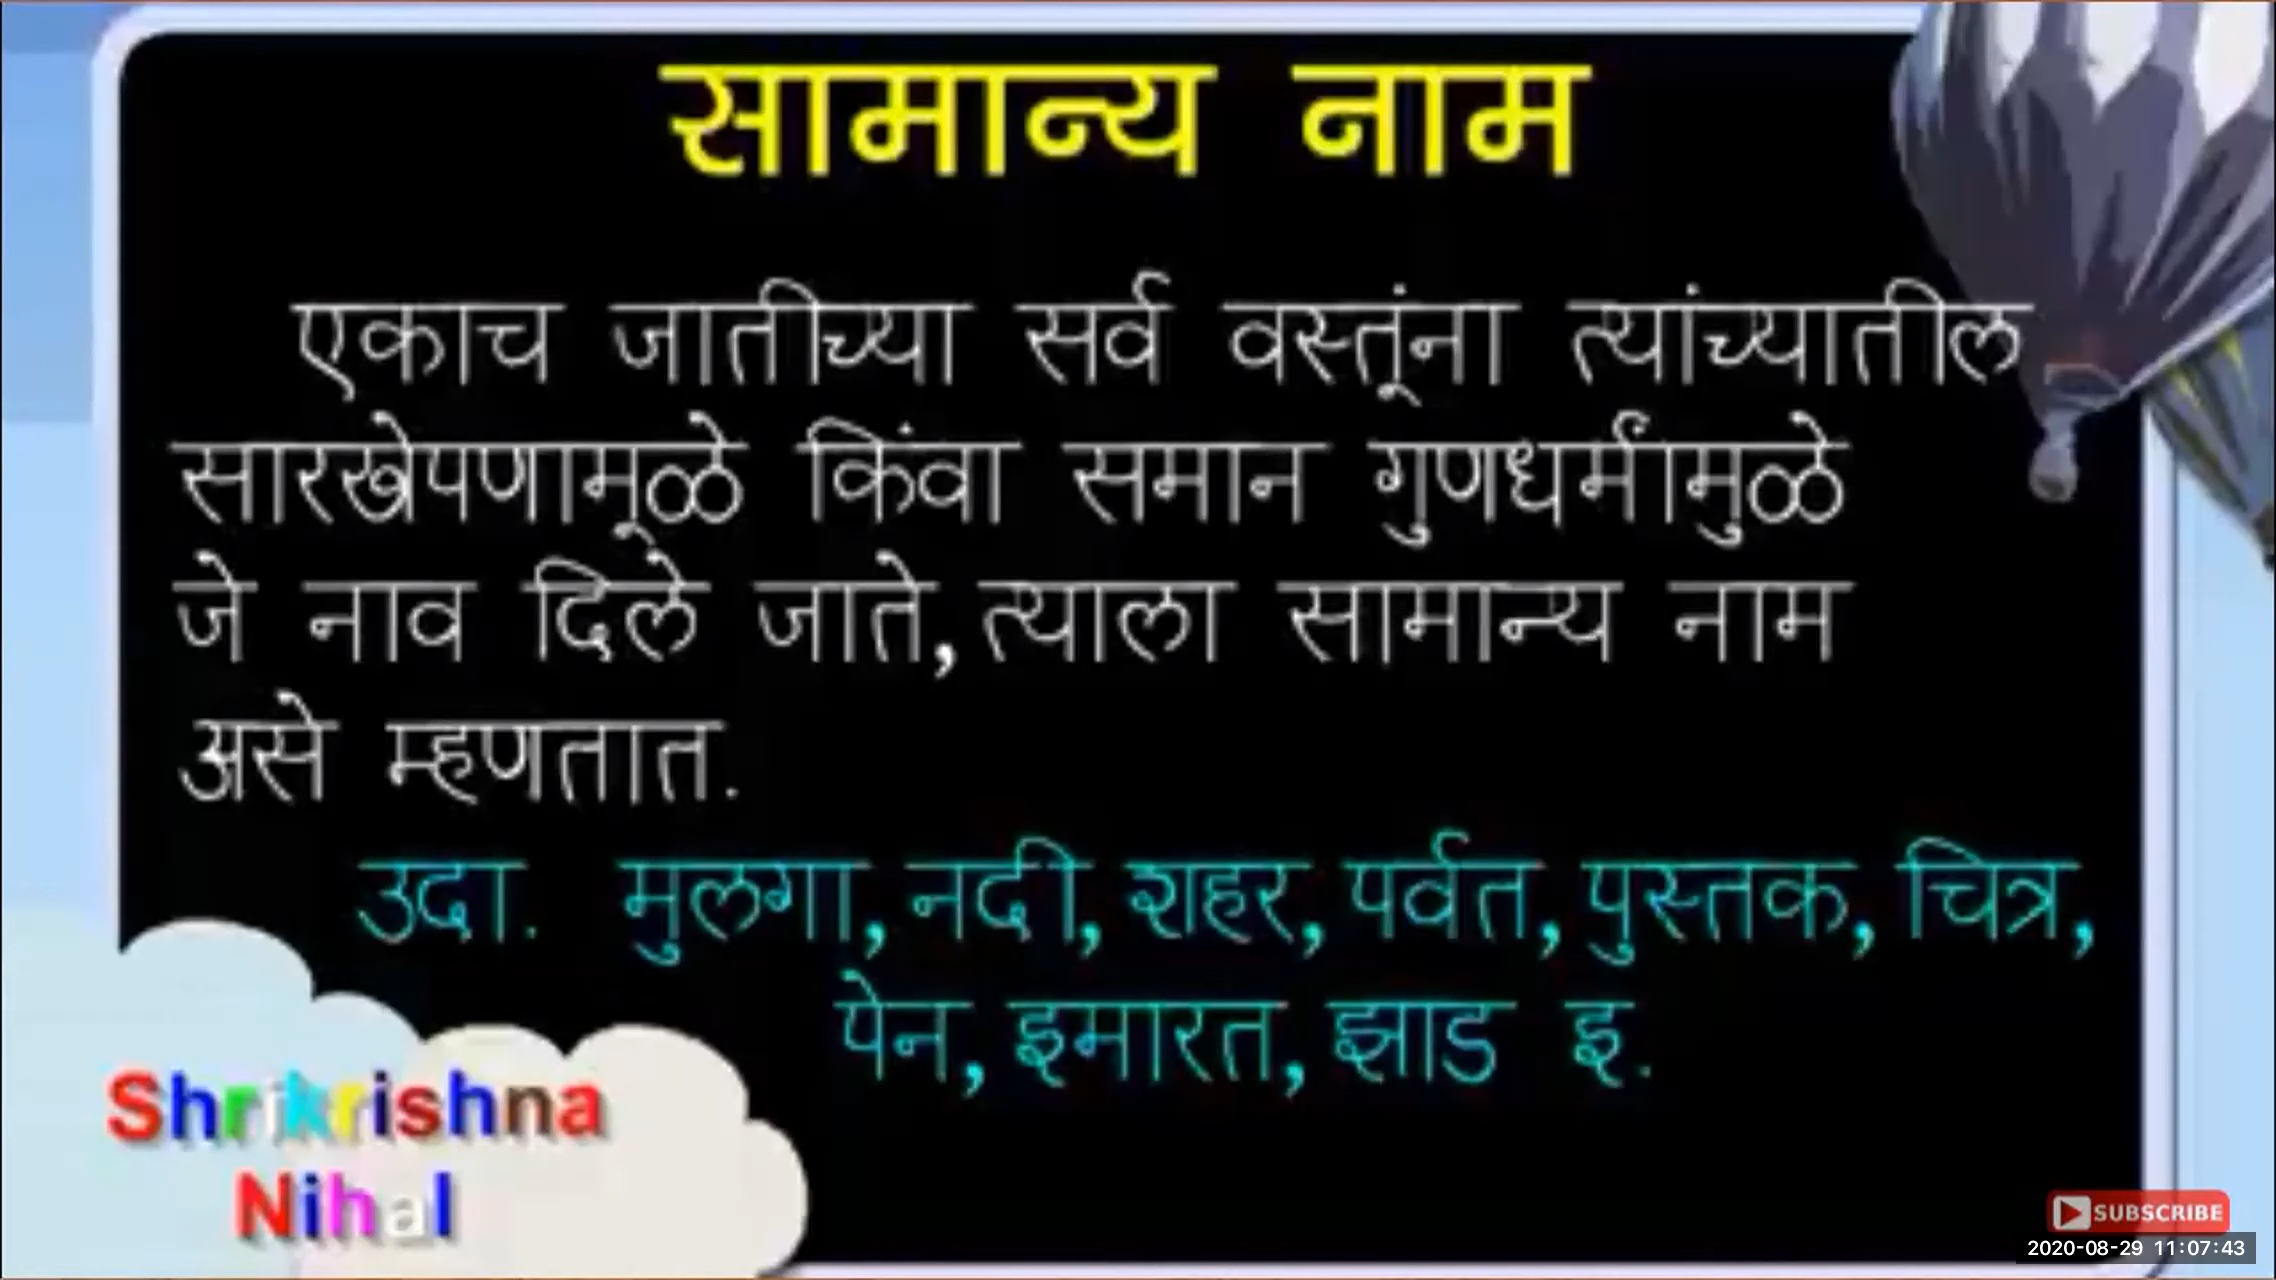 सामान्य नाम
एकाच जातीच्या सर्व वस्तूंना त्यांच्यातील
सारखेपणामूळे किंवा समान गुणधर्मांमुळे
जे नाव दिले जाते,त्याला सामान्य नाम
असे म्हणतात.
उदा. मुलगा,नदी,शहर,पर्वत,पुस्तक,चित्र,
पेन,इमारत,झाड इ.
Shrikrishna
Nihal
SUBSCRIBE
2020-08-29 11:07:43